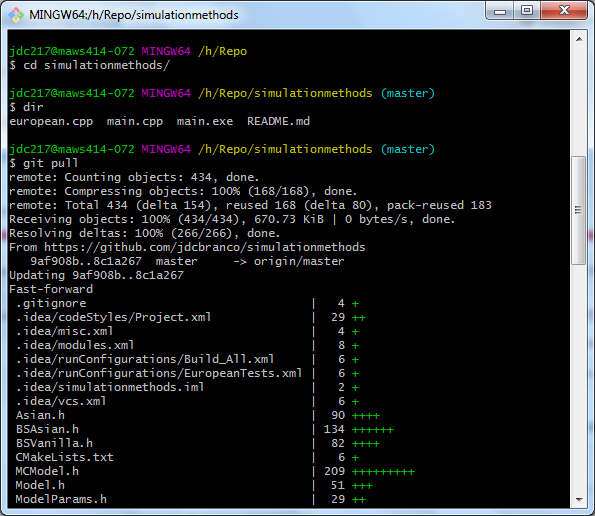 MINGW64:/h/Repo/simulationmethods
jdc217@maws414-072 MINGW64 /h/Repo
$ cd simulationmethods/
jdc217@maws414-072 MINGW64 /h/Repo/simulationmethods (master)
$ dir
european.cpp  main.cpp  main.exe  README.md
jdc217@maws414-072 MINGW64 /h/Repo/simulationmethods (master)
$ git pull
remote: Counting objects: 434, done.
remote: Compressing objects: 100% (168/168), done.
remote: Total 434 (delta 154), reused 168 (delta 80), pack-reused 183
Receiving objects: 100% (434/434), 670.73 KiB | 0 bytes/s, done.
Resolving deltas: 100% (266/266), done.
From https://github.com/jdcbranco/simulationmethods
   9af908b..8c1a267  master     -> origin/master
Updating 9af908b..8c1a267
Fast-forward
 .gitignore                                |   4 +
 .idea/codeStyles/Project.xml              |  29 ++
 .idea/misc.xml                            |   4 +
 .idea/modules.xml                         |   8 +
 .idea/runConfigurations/Build_All.xml     |   6 +
 .idea/runConfigurations/EuropeanTests.xml |   6 +
 .idea/simulationmethods.iml               |   2 +
 .idea/vcs.xml                             |   6 +
 Asian.h                                   |  90 ++++
 BSAsian.h                                 | 134 ++++++
 BSVanilla.h                               |  82 ++++
 CMakeLists.txt                            |   6 +
 MCModel.h                                 | 209 +++++++++
 Model.h                                   |  51 +++
 ModelParams.h                             |  29 ++